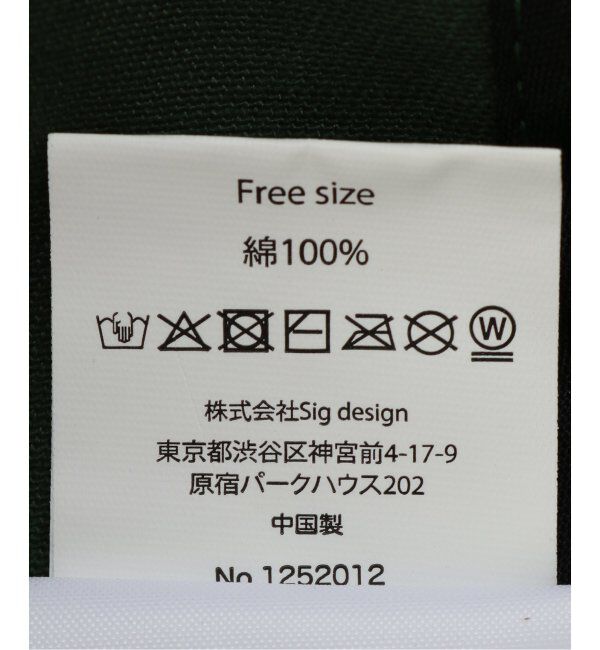 Free size
綿100%
W
株式会社Sig design
東京都渋谷区神宮前4-17-9
原宿パークハウス202
中国製
No.1252012